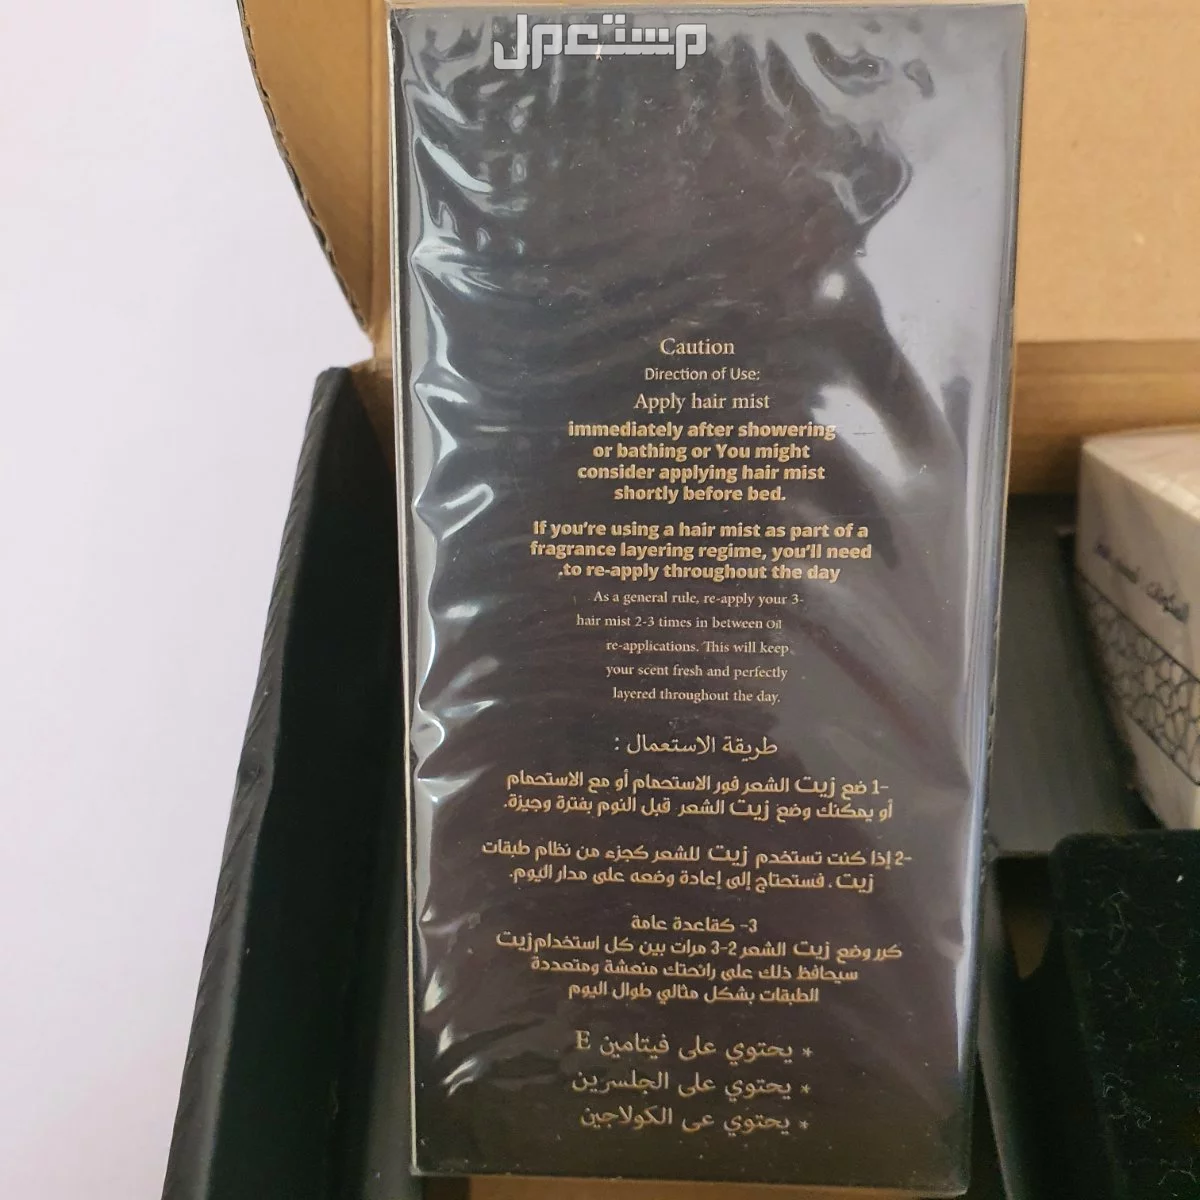 مستعمل
Caution
Direction of Use:
Apply hair mist
immediately after showering
or bathing or You might
consider applying hair mist
shortly before bed.
If you're using a hair mist as part of a
fragrance layering regime, you'll need
.to re-apply throughout the day
As a general rule, re-apply your 3-
hair mist 2-3 times in between Oil
re-applications. This will keep
your scent fresh and perfectly
layered throughout the day.
طريقة الاستعمال :
1- ضع زيت الشعر فور الاستحمام أو مع الاستحمام
أو يمكنك وضع زيت الشعر قبل النوم بفترة وجيزة.
2- إذا كنت تستخدم زيت للشعر كجزء من نظام طبقات
زيت . فستحتاج إلى إعادة وضعه على مدار اليوم.
3- كقاعدة عامة
كرر وضع زيت الشعر 2-3 مرات بين كل استخدام زيت
سيحافظ ذلك على رائحتك منعشة ومتعددة
الطبقات بشكل مثالي طوال اليوم
* يحتوي على فيتامين E
* يحتوي على الجلسرين
* يحتوي عى الكولاجين